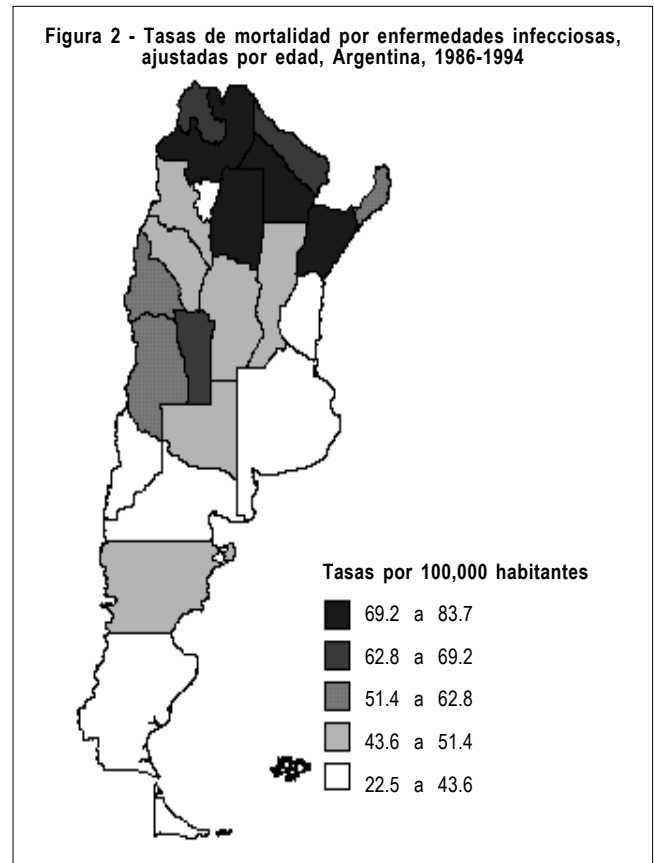 Figura 2 - Tasas de mortalidad por enfermedades infecciosas,
ajustadas por edad, Argentina, 1986-1994
Tasas por 100,000 habitantes
69.2 a 83.7
62.8 a 69.2
51.4 a 62.8
43.6 a 51.4
22.5 a 43.6